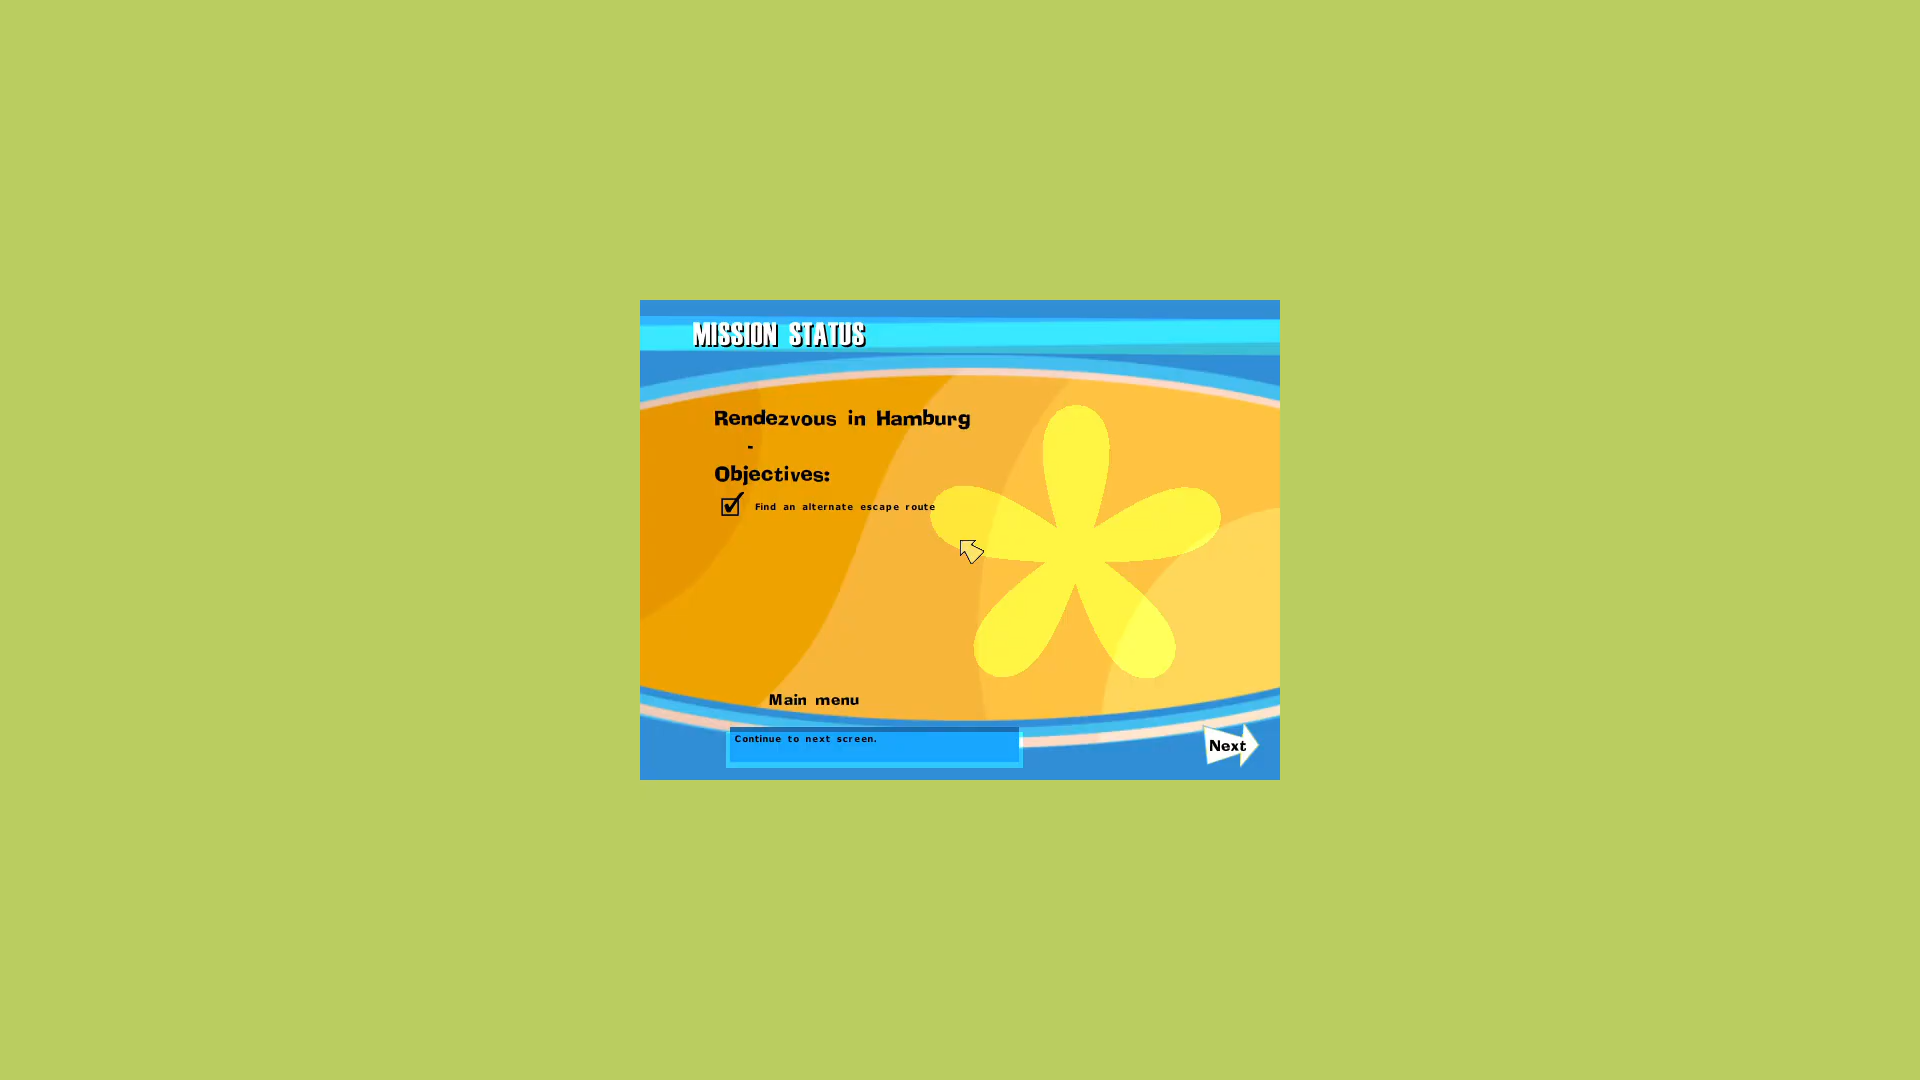 MISSION STATUS
Rendezvous in Hamburg
-
Objectives:
Find an alternate escape route
Main menu
Continue to next screen.
Next